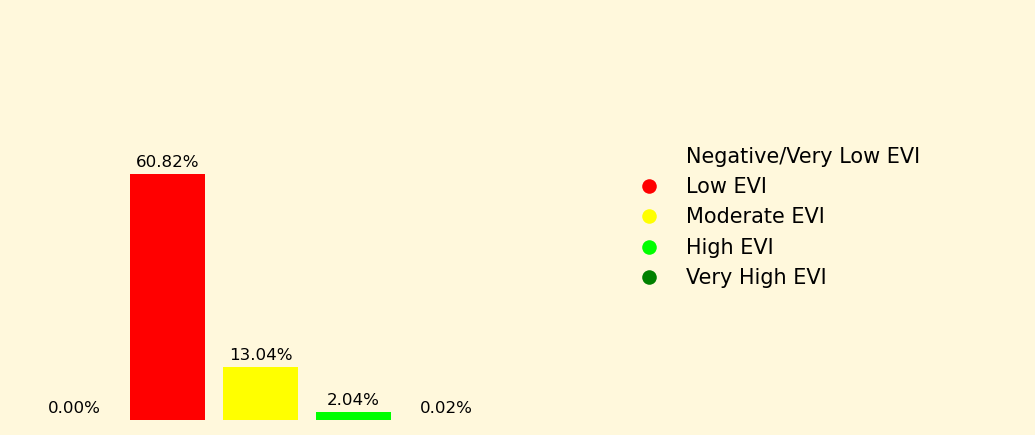 60.82%
13.04%
2.04%
0.00%
0.02%
Negative/Very Low EVI
Low EVI
Moderate EVI
High EVI
Very High EVI